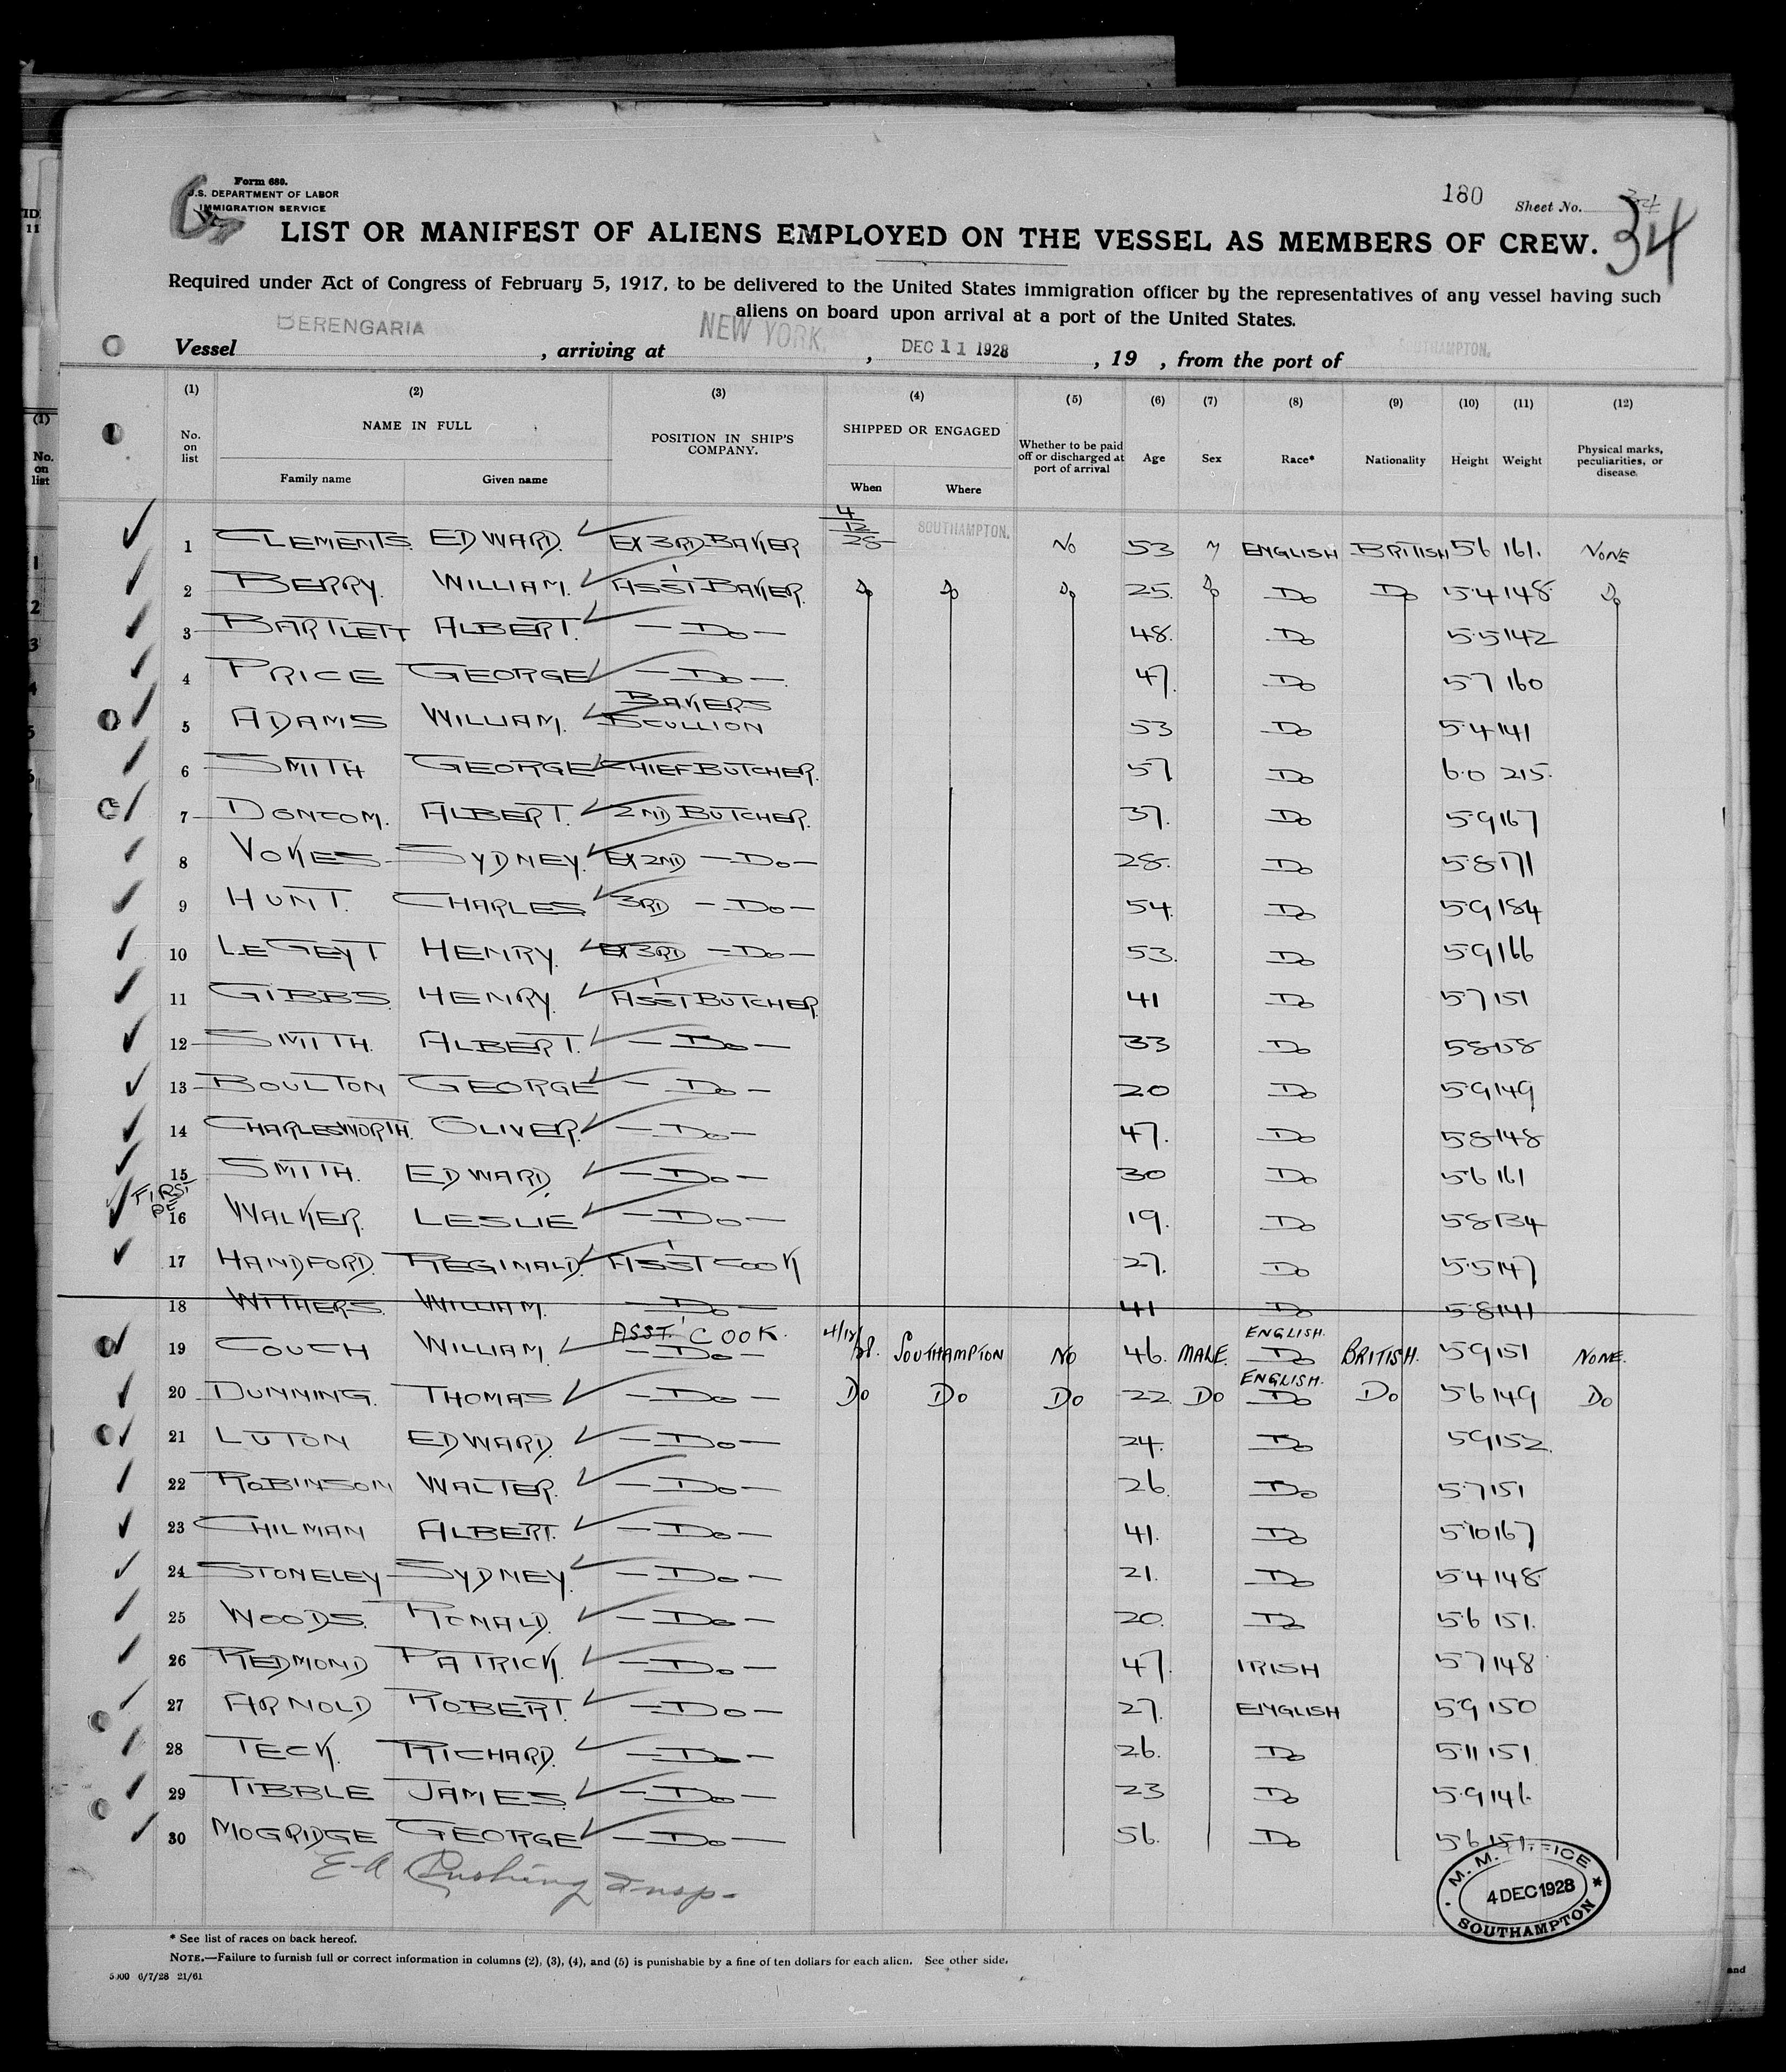 Form 680.
U.S. DEPARTMENT OF LABOR
IMMIGRATION SERVICE
180 Sheet No. 34
34
LIST OR MANIFEST OF ALIENS EMPLOYED ON THE VESSEL AS MEMBERS OF CREW.
Required under Act of Congress of February 5, 1917, to be delivered to the United States immigration officer by the representatives of any vessel having such
aliens on board upon arrival at a port of the United States.
Vessel BERENGARIA, arriving at NEW YORK, DEC 11 1928, 19 , from the port of SOUTHAMPTON.
(1) (2) (3) (4) (5) (6) (7) (8) (9) (10) (11) (12)
No. on list NAME IN FULL POSITION IN SHIP'S COMPANY. SHIPPED OR ENGAGED Whether to be paid off or discharged at port of arrival Age Sex Race* Nationality Height Weight Physical marks, peculiarities, or disease.
Family name Given name When Where
1 CLEMENTS. EDWARD. EX 3RD BAKER 4/12/28 SOUTHAMPTON. NO 53 M ENGLISH BRITISH 5·6 161. NONE
2 BERRY. WILLIAM. ASS'T BAKER. Do Do Do 25. Do Do Do 5·4 148. Do
3 BARTLETT ALBERT. —Do— 48. Do 5·5 142
4 PRICE GEORGE —Do— 47. Do 5·7 160
5 ADAMS WILLIAM. BAKERS SCULLION 53 Do 5·4 141
6 SMITH GEORGE CHIEF BUTCHER. 57 Do 6·0 215.
7 DONCOM. ALBERT. 2ND BUTCHER. 37. Do 5·9 167
8 VOKES SYDNEY. EX 2ND —Do— 28. Do 5·8 171
9 HUNT. CHARLES 3RD —Do— 54. Do 5·9 184
10 LEGEYT HENRY. EX 3RD —Do— 53. Do 5·9 166
11 GIBBS HENRY. ASS'T BUTCHER 41 Do 5·7 151
12 SMITH. ALBERT. —Do— 33 Do 5·8 158
13 BOULTON GEORGE —Do— 20 Do 5·9 149
14 CHARLESWORTH. OLIVER. —Do— 47. Do 5·8 148
15 SMITH. EDWARD. —Do— 30 Do 5·6 161
FIRST
16 WALKER. LESLIE —Do— 19. Do 5·8 134
17 HANDFORD. REGINALD. ASS'T COOK 27. Do 5·5 147
18 WITHERS. WILLIAM. —Do— 41 Do 5·8 141
ASST. COOK. ENGLISH.
19 COUCH WILLIAM. —Do— 4/12/28. SOUTHAMPTON NO 46. MALE. Do BRITISH. 5·9 151 NONE.
ENGLISH.
20 DUNNING. THOMAS —Do— Do Do Do 22 Do Do Do 5·6 149 Do
21 LUTON EDWARD. —Do— 24. Do 5·9 152.
22 ROBINSON WALTER. —Do— 26. Do 5·7 151
23 CHILMAN ALBERT. —Do— 41. Do 5·10 167
24 STONELEY SYDNEY. —Do— 21. Do 5·4 148.
25 WOODS. RONALD. —Do— 20. Do 5·6 151.
26 REDMOND PATRICK. —Do— 47. IRISH 5·7 148
27 ARNOLD ROBERT. —Do— 27. ENGLISH 5·9 150
28 TECK. RICHARD. —Do— 26. Do 5·11 151
29 TIBBLE JAMES. —Do— 23 Do 5·9 146.
30 MOGRIDGE GEORGE —Do— 56. Do 5·6 151.
E A Cushing Insp-
M. M. OFFICE
4 DEC 1928
SOUTHAMPTON
* See list of races on back hereof.
NOTE.—Failure to furnish full or correct information in columns (2), (3), (4), and (5) is punishable by a fine of ten dollars for each alien. See other side.
5000 6/7/28 21/61